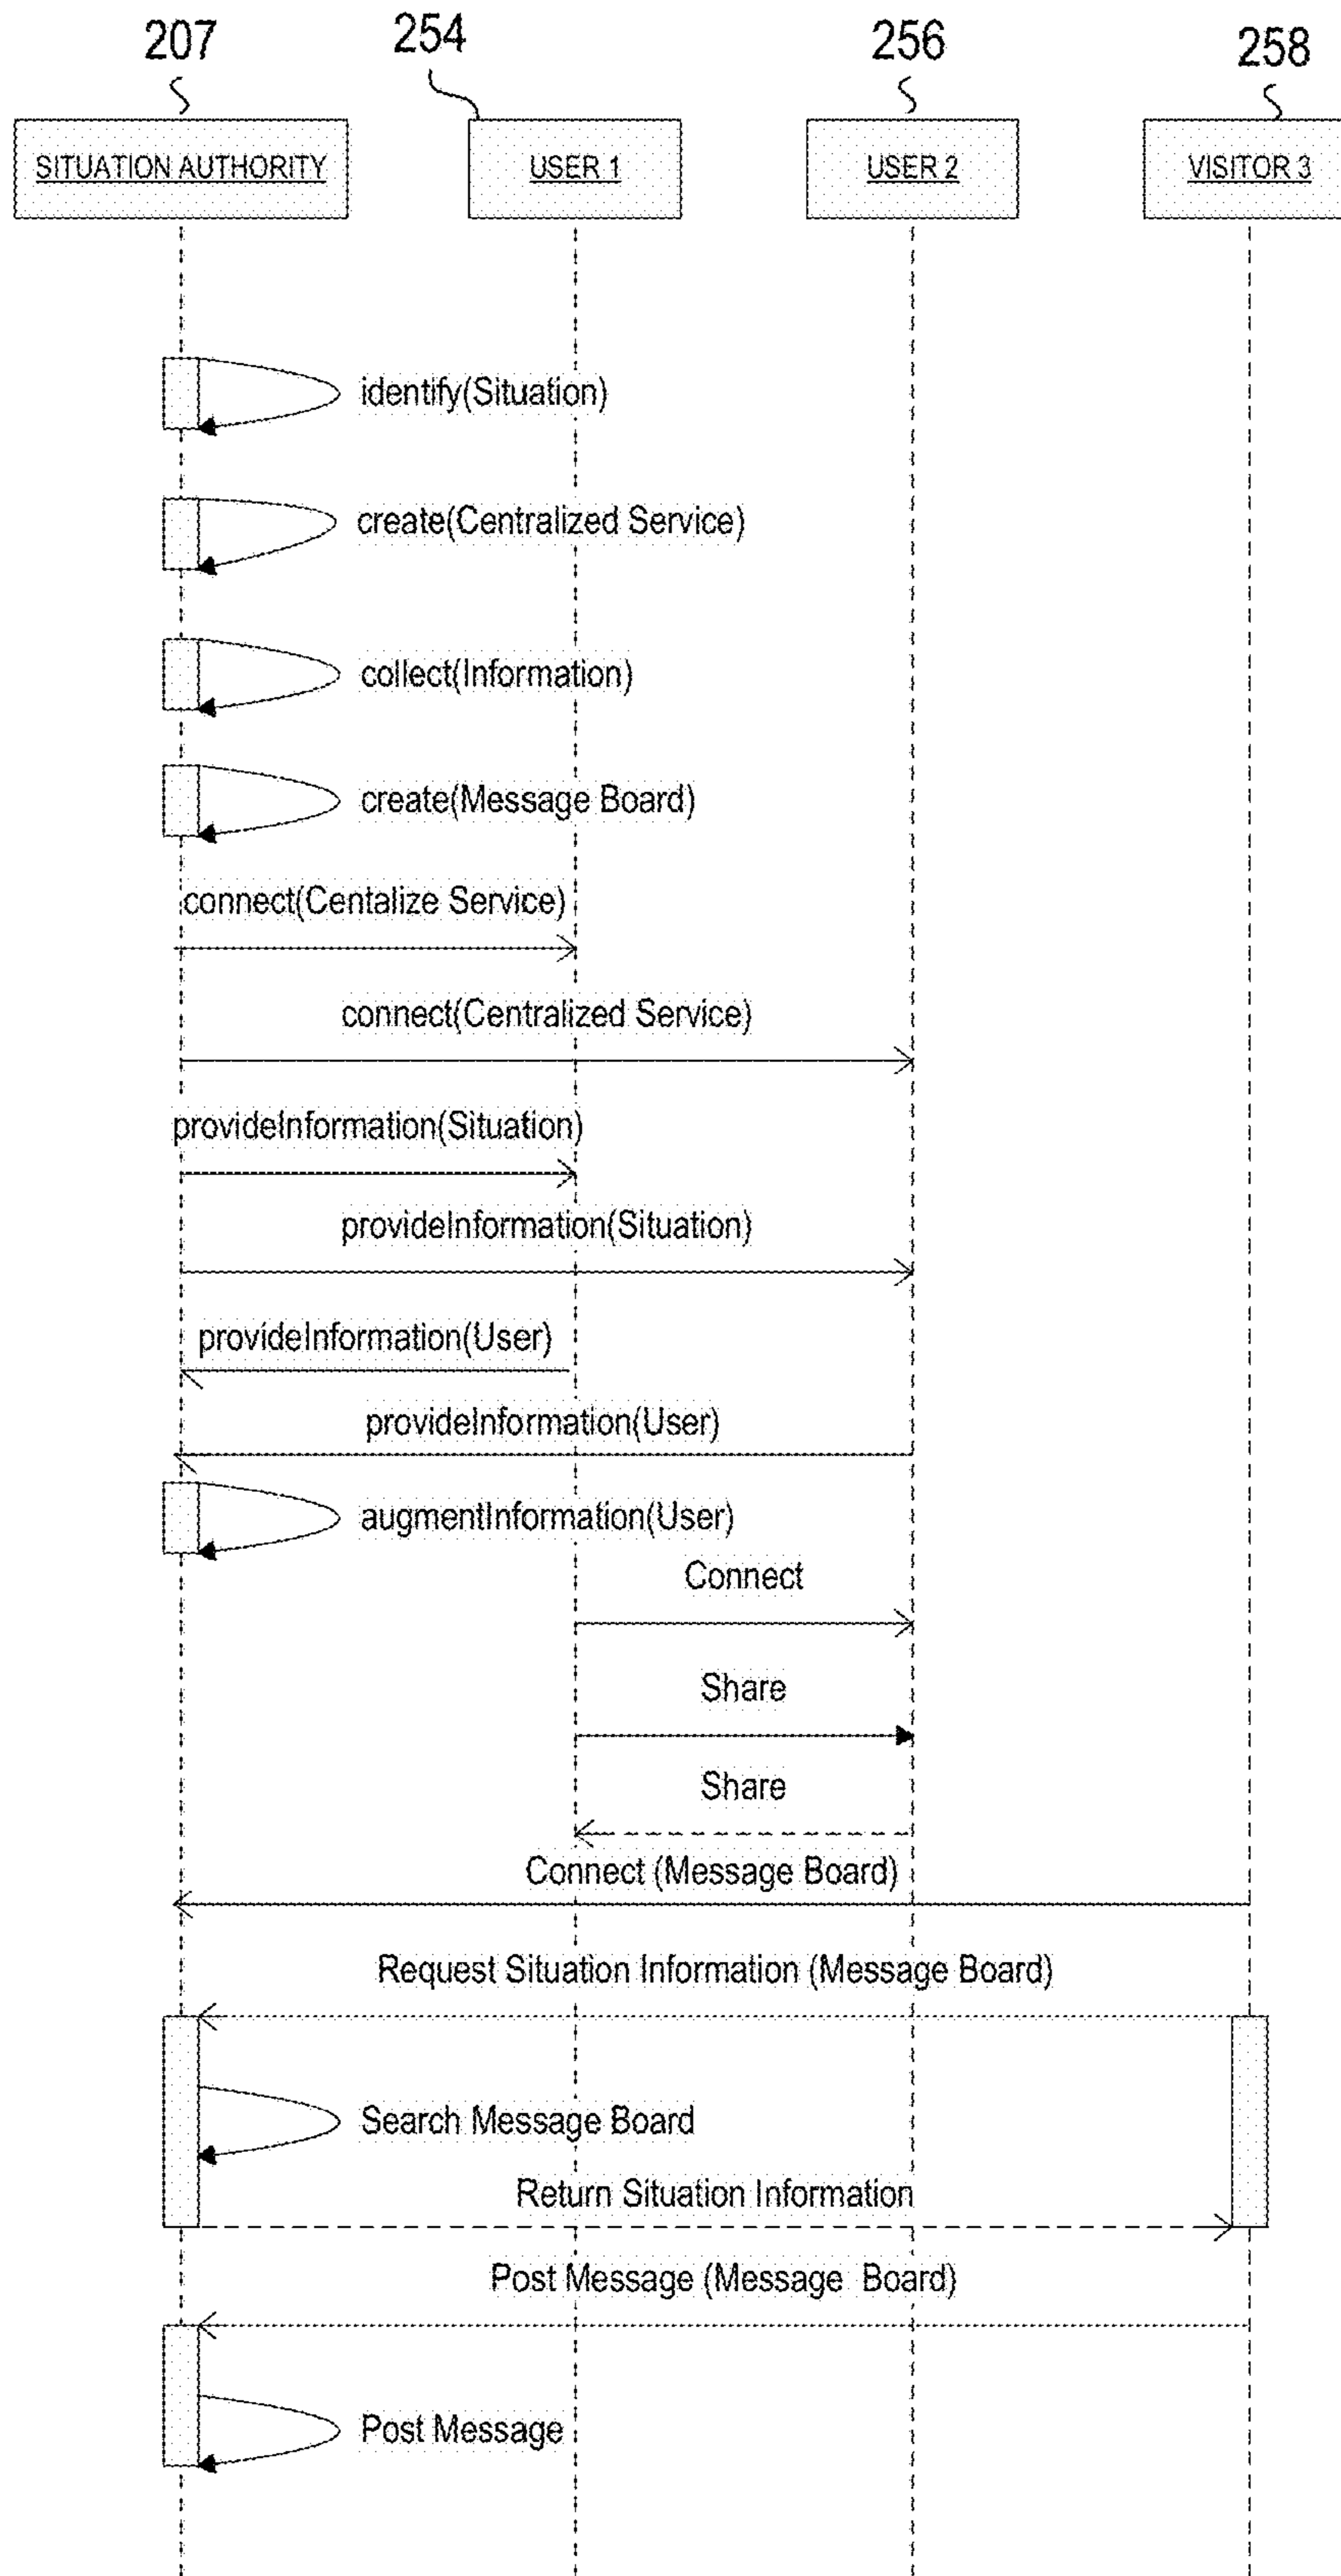 207 254 256 258
SITUATION AUTHORITY USER 1 USER 2 VISITOR 3
identify(Situation)
create(Centralized Service)
collect(Information)
create(Message Board)
connect(Centalize Service)
connect(Centralized Service)
provideInformation(Situation)
provideInformation(Situation)
provideInformation(User)
provideInformation(User)
augmentInformation(User)
Connect
Share
Share
Connect (Message Board)
Request Situation Information (Message Board)
Search Message Board
Return Situation Information
Post Message (Message Board)
Post Message